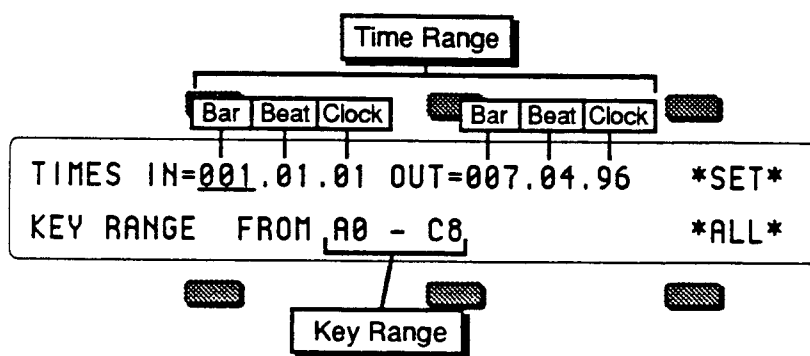 Time Range
Bar Beat Clock Bar Beat Clock
TIMES IN=001.01.01 OUT=007.04.96 *SET*
KEY RANGE FROM A0 - C8 *ALL*
Key Range